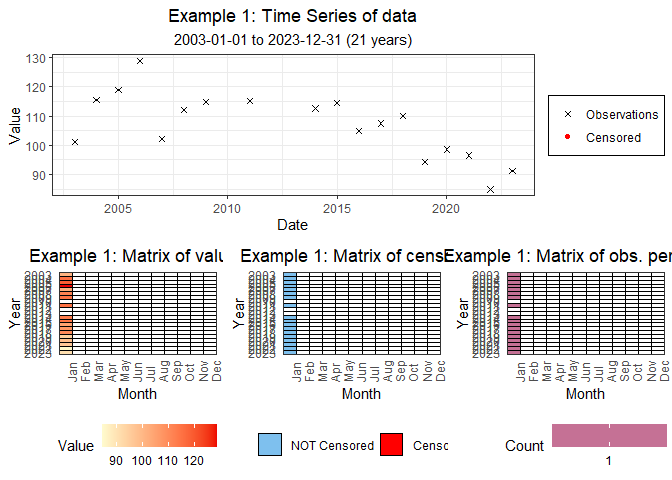 Example 1: Time Series of data
2003-01-01 to 2023-12-31 (21 years)
130
120
110
100
90
Value
2005
2010
2015
2020
Date
Observations
Censored
Example 1: Matrix of valu
Example 1: Matrix of cens
Example 1: Matrix of obs. per
Year
2003
2023
Jan Feb Mar Apr May Jun Jul Aug Sep Oct Nov Dec
Month
Year
2003
2023
Jan Feb Mar Apr May Jun Jul Aug Sep Oct Nov Dec
Month
Year
2003
2023
Jan Feb Mar Apr May Jun Jul Aug Sep Oct Nov Dec
Month
Value
90 100 110 120
NOT Censored
Censo
Count
1